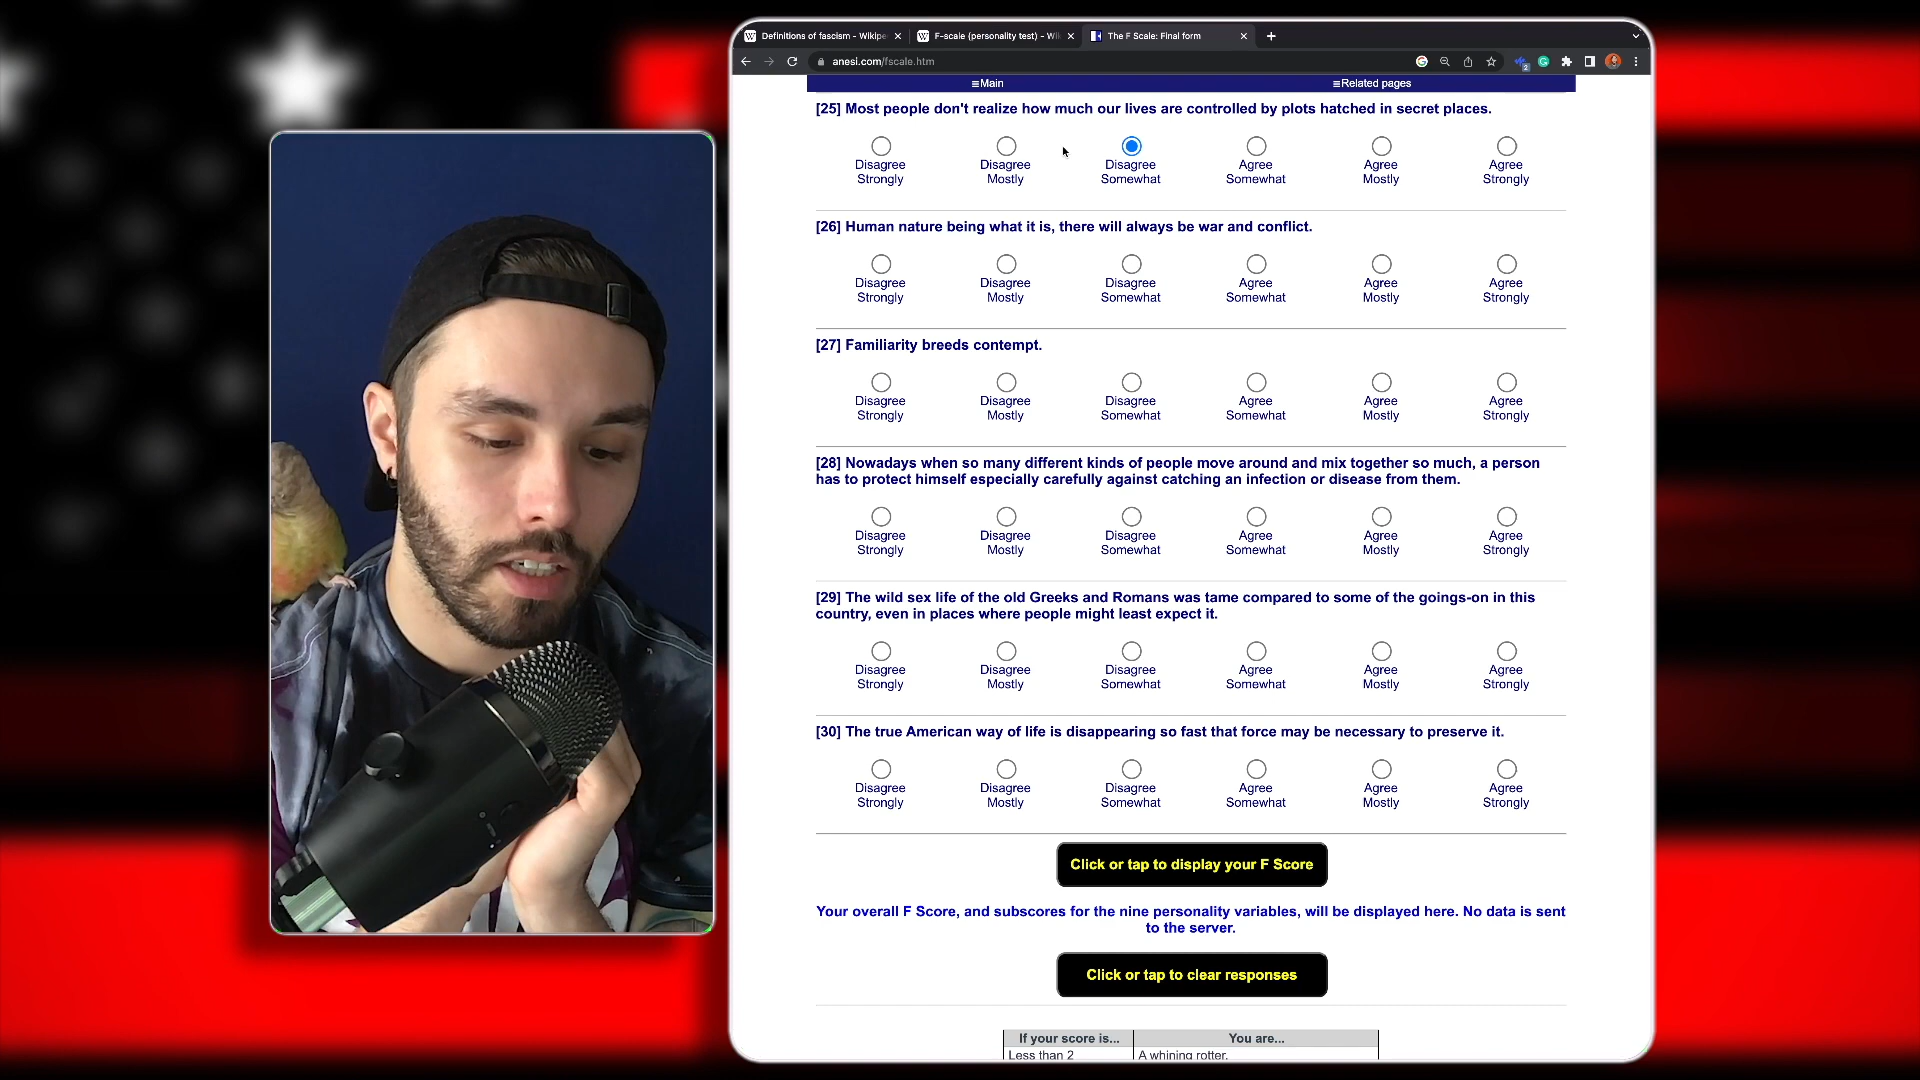 Definitions of fascism - Wikipe
F-scale (personality test) - Wi
The F Scale: Final form
anesi.com/fscale.htm
2
≡Main
≡Related pages
[25] Most people don't realize how much our lives are controlled by plots hatched in secret places.
Disagree Strongly
Disagree Mostly
Disagree Somewhat
Agree Somewhat
Agree Mostly
Agree Strongly
[26] Human nature being what it is, there will always be war and conflict.
Disagree Strongly
Disagree Mostly
Disagree Somewhat
Agree Somewhat
Agree Mostly
Agree Strongly
[27] Familiarity breeds contempt.
Disagree Strongly
Disagree Mostly
Disagree Somewhat
Agree Somewhat
Agree Mostly
Agree Strongly
[28] Nowadays when so many different kinds of people move around and mix together so much, a person
has to protect himself especially carefully against catching an infection or disease from them.
Disagree Strongly
Disagree Mostly
Disagree Somewhat
Agree Somewhat
Agree Mostly
Agree Strongly
[29] The wild sex life of the old Greeks and Romans was tame compared to some of the goings-on in this
country, even in places where people might least expect it.
Disagree Strongly
Disagree Mostly
Disagree Somewhat
Agree Somewhat
Agree Mostly
Agree Strongly
[30] The true American way of life is disappearing so fast that force may be necessary to preserve it.
Disagree Strongly
Disagree Mostly
Disagree Somewhat
Agree Somewhat
Agree Mostly
Agree Strongly
Click or tap to display your F Score
Your overall F Score, and subscores for the nine personality variables, will be displayed here. No data is sent
to the server.
Click or tap to clear responses
If your score is...
You are...
Less than 2
A whining rotter.